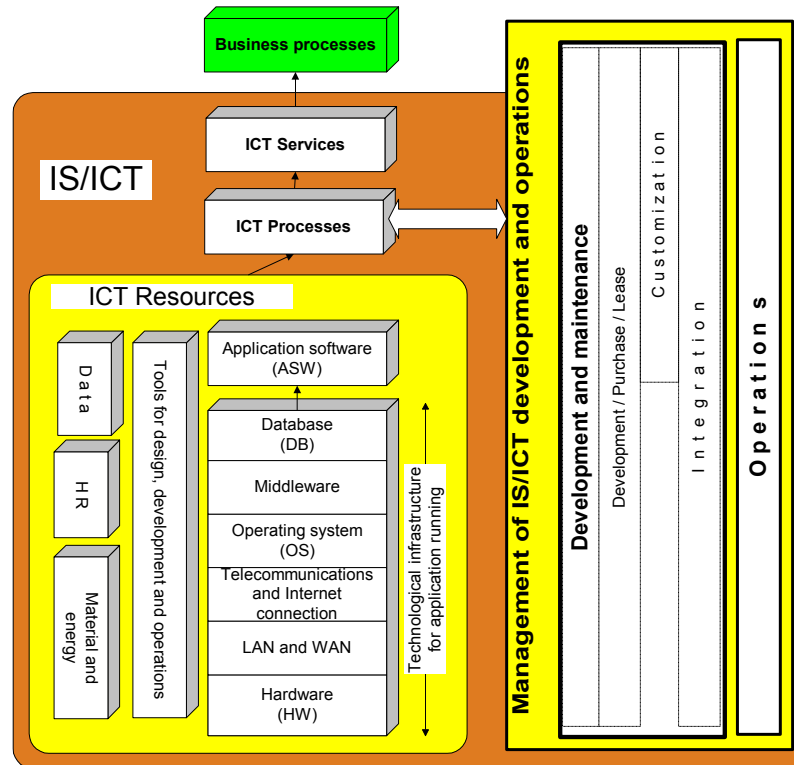 Business processes
ICT Services
IS/ICT
ICT Processes
ICT Resources
Data
HR
Material and
energy
Tools for design, development and operations
Application software
(ASW)
Database
(DB)
Middleware
Operating system
(OS)
Telecommunications
and Internet
connection
LAN and WAN
Hardware
(HW)
Technological infrastructure
for application running
Management of IS/ICT development and operations
Development and maintenance
Development / Purchase / Lease
Customization
Integration
Operations